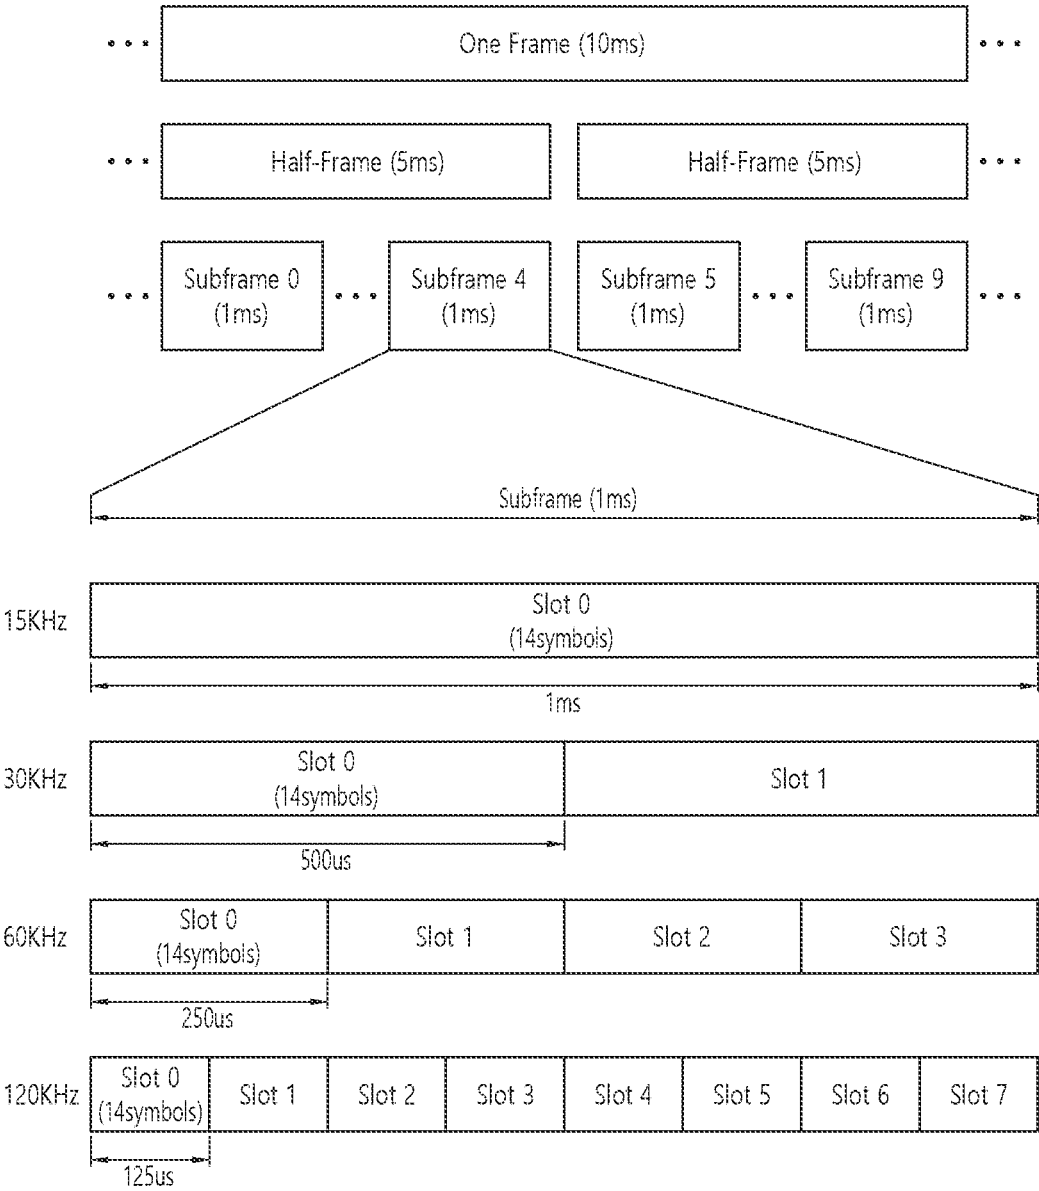 One Frame (10ms)
Half-Frame (5ms)
Half-Frame (5ms)
Subframe 0
(1ms)
Subframe 4
(1ms)
Subframe 5
(1ms)
Subframe 9
(1ms)
Subframe (1ms)
15KHz
Slot 0
(14symbols)
1ms
30KHz
Slot 0
(14symbols)
Slot 1
500us
60KHz
Slot 0
(14symbols)
Slot 1
Slot 2
Slot 3
250us
120KHz
Slot 0
(14symbols)
Slot 1
Slot 2
Slot 3
Slot 4
Slot 5
Slot 6
Slot 7
125us